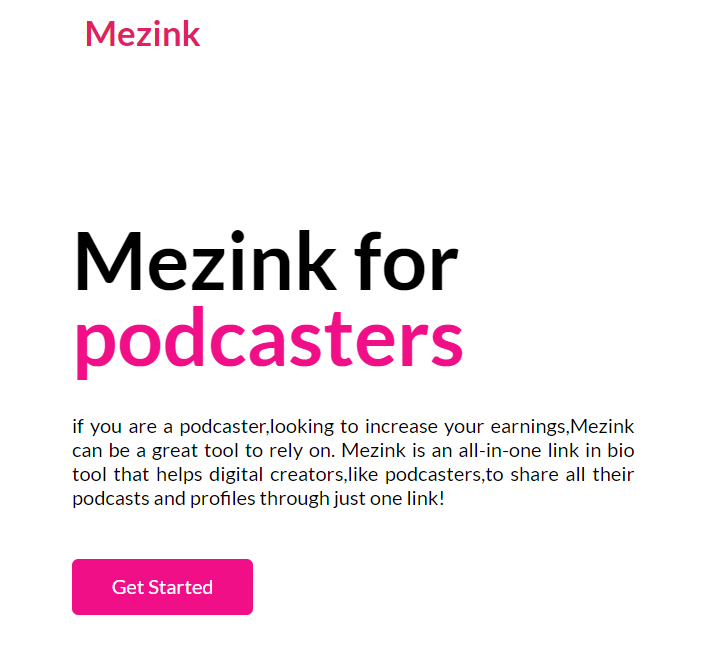 Mezink
Mezink for
podcasters
if you are a podcaster,looking to increase your earnings,Mezink
can be a great tool to rely on. Mezink is an all-in-one link in bio
tool that helps digital creators,like podcasters,to share all their
podcasts and profiles through just one link!
Get Started